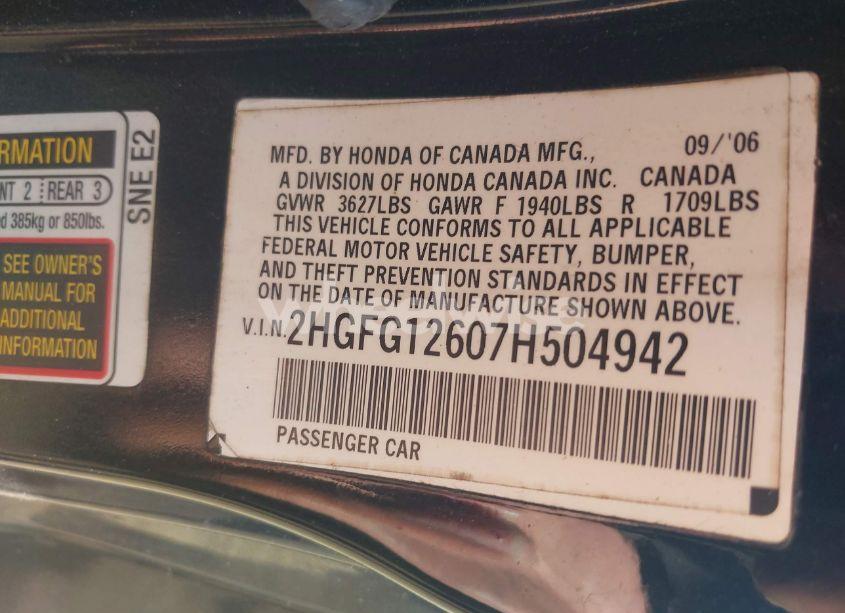 RMATION
NT 2 REAR 3
d 385kg or 850lbs.
SEE OWNER'S
MANUAL FOR
ADDITIONAL
INFORMATION
SNE E2
MFD. BY HONDA OF CANADA MFG., 09/'06
A DIVISION OF HONDA CANADA INC. CANADA
GVWR 3627LBS GAWR F 1940LBS R 1709LBS
THIS VEHICLE CONFORMS TO ALL APPLICABLE
FEDERAL MOTOR VEHICLE SAFETY, BUMPER,
AND THEFT PREVENTION STANDARDS IN EFFECT
ON THE DATE OF MANUFACTURE SHOWN ABOVE.
V.I.N. 2HGFG12607H504942
PASSENGER CAR